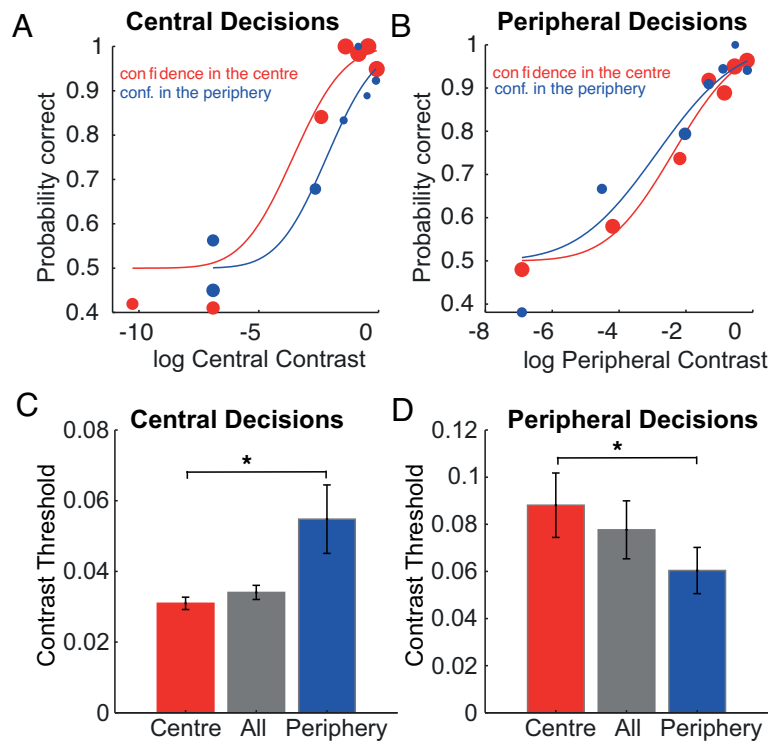 A
Central Decisions
1
0.9
0.8
0.7
0.6
0.5
0.4
Probability correct
confidence in the centre
conf. in the periphery
-10
-5
0
log Central Contrast
B
Peripheral Decisions
1
0.9
0.8
0.7
0.6
0.5
0.4
Probability correct
confidence in the centre
conf. in the periphery
-8
-6
-4
-2
0
log Peripheral Contrast
C
Central Decisions
0.08
0.06
0.04
0.02
0
Contrast Threshold
*
Centre
All
Periphery
D
Peripheral Decisions
0.12
0.1
0.08
0.06
0.04
0.02
0
Contrast Threshold
*
Centre
All
Periphery